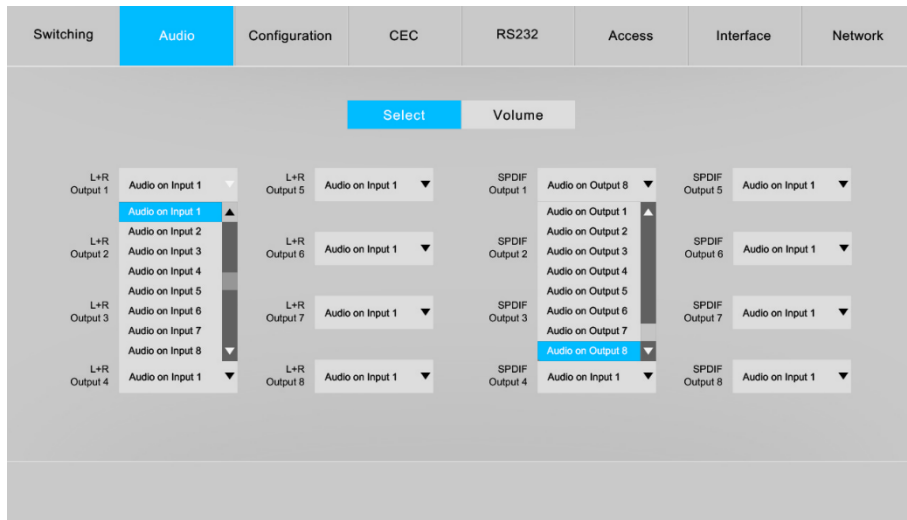 Switching Audio Configuration CEC RS232 Access Interface Network
Select Volume
L+R
Output 1
Audio on Input 1
Audio on Input 1
Audio on Input 2
Audio on Input 3
Audio on Input 4
Audio on Input 5
Audio on Input 6
Audio on Input 7
Audio on Input 8
L+R
Output 2
L+R
Output 3
L+R
Output 4
Audio on Input 1
L+R
Output 5
Audio on Input 1
L+R
Output 6
Audio on Input 1
L+R
Output 7
Audio on Input 1
L+R
Output 8
Audio on Input 1
SPDIF
Output 1
Audio on Output 8
Audio on Output 1
Audio on Output 2
Audio on Output 3
Audio on Output 4
Audio on Output 5
Audio on Output 6
Audio on Output 7
Audio on Output 8
SPDIF
Output 2
SPDIF
Output 3
SPDIF
Output 4
Audio on Input 1
SPDIF
Output 5
Audio on Input 1
SPDIF
Output 6
Audio on Input 1
SPDIF
Output 7
Audio on Input 1
SPDIF
Output 8
Audio on Input 1